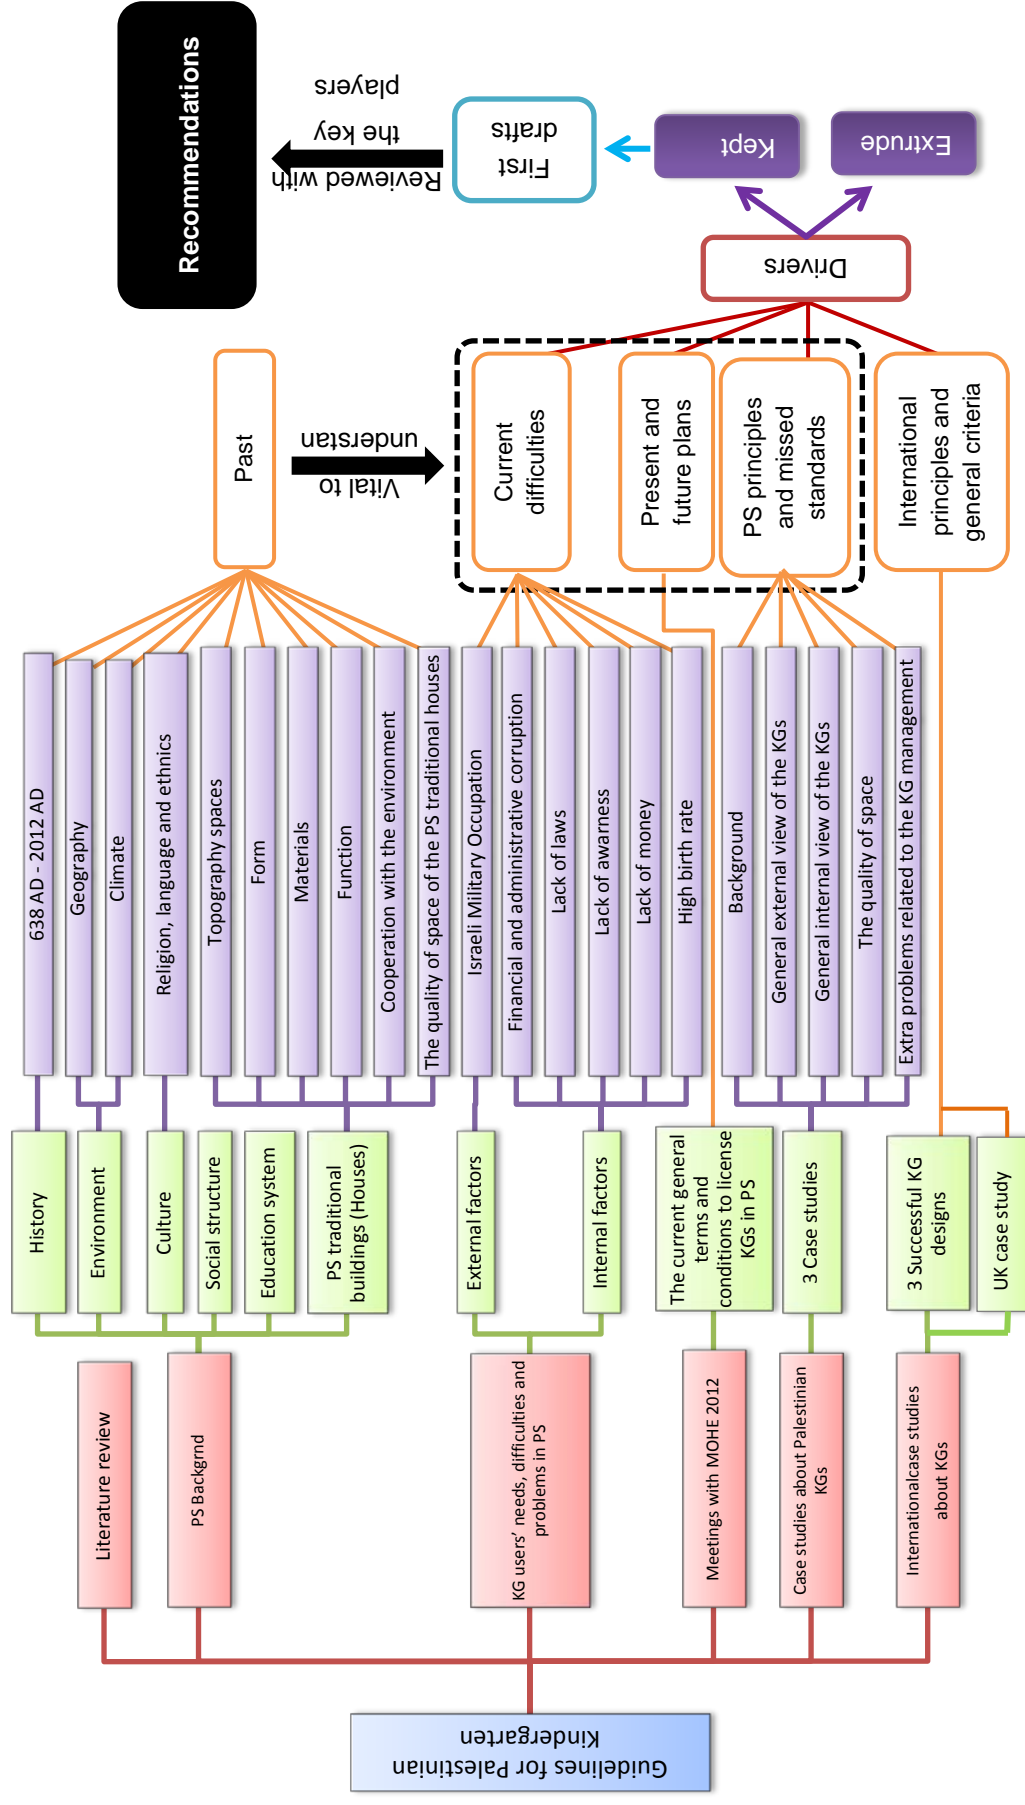 Guidelines for Palestinian
Kindergarten
Literature review
PS Backgrnd
KG users' needs, difficulties and
problems in PS
Meetings with MOHE 2012
Case studies about Palestinian
KGs
Internationalcase studies
about KGs
History
Environment
Culture
Social structure
Education system
PS traditional
buildings (Houses)
External factors
Internal factors
The current general
terms and
conditions to license
KGs in PS
3 Case studies
3 Successful KG
designs
UK case study
638 AD - 2012 AD
Geography
Climate
Religion, language and ethnics
Topography spaces
Form
Materials
Function
Cooperation with the environment
The quality of space of the PS traditional houses
Israeli Military Occupation
Financial and administrative corruption
Lack of laws
Lack of awarness
Lack of money
High birth rate
Background
General external view of the KGs
General internal view of the KGs
The quality of space
Extra problems related to the KG management
Past
Vital to
understan
Current
difficulties
Present and
future plans
PS principles
and missed
standards
International
principles and
general criteria
Drivers
Kept
Extrude
First
drafts
Reviewed with
the key
players
Recommendations